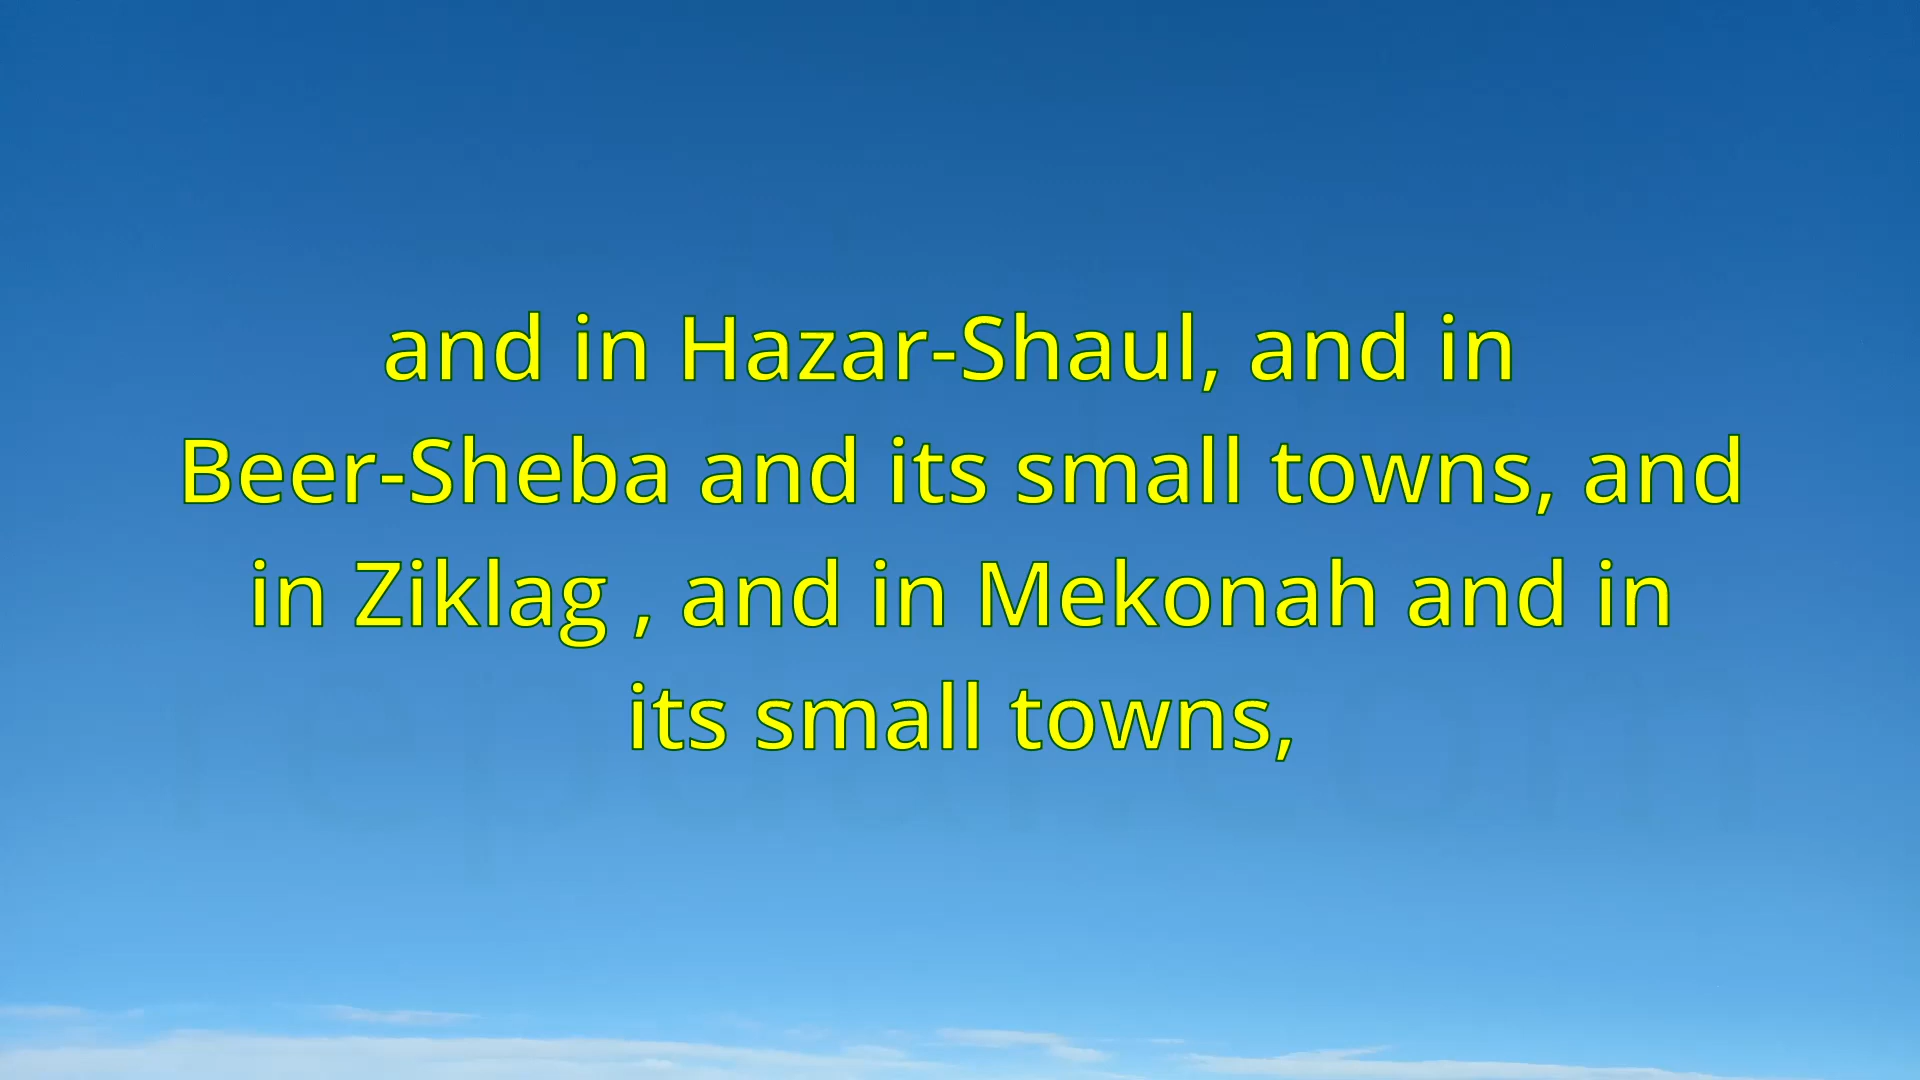 and in Hazar-Shaul, and in
Beer-Sheba and its small towns, and
in Ziklag , and in Mekonah and in
its small towns,